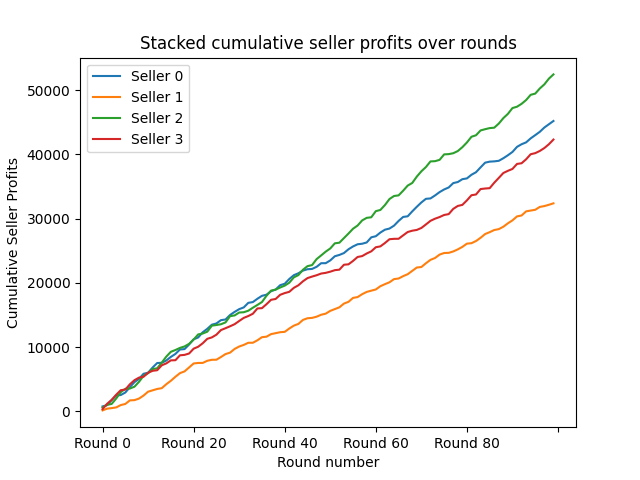 Stacked cumulative seller profits over rounds
Seller 0
Seller 1
Seller 2
Seller 3
50000
40000
30000
20000
10000
0
Cumulative Seller Profits
Round 0
Round 20
Round 40
Round 60
Round 80
Round number